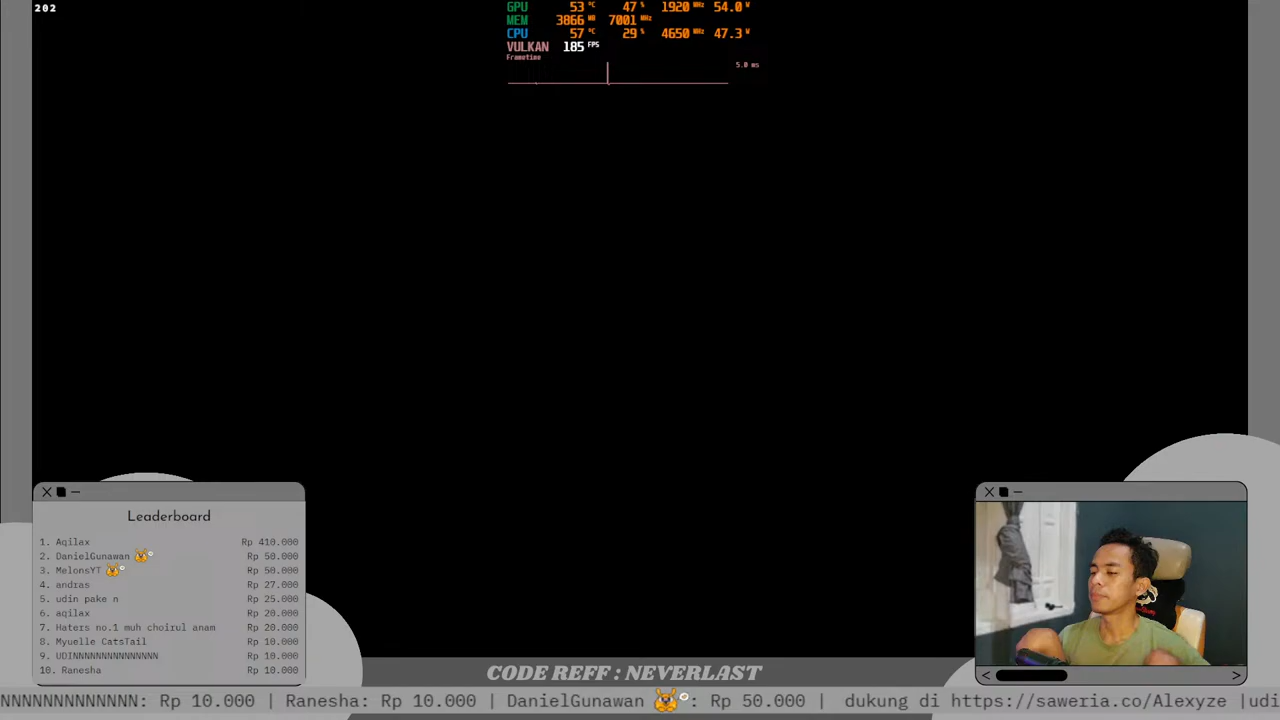 202
GPU 53 °C 47 % 1920 MHz 54.0 W
MEM 3866 MB 7001 MHz
CPU 57 °C 29 % 4650 MHz 47.3 W
VULKAN 185 FPS
Frametime 5.0 ms
Leaderboard
1. Aqilax Rp 410.000
2. DanielGunawan Rp 50.000
3. MelonsYT Rp 50.000
4. andras Rp 27.000
5. udin pake n Rp 25.000
6. aqilax Rp 20.000
7. Haters no.1 muh choirul anam Rp 20.000
8. Myuelle CatsTail Rp 10.000
9. UDINNNNNNNNNNNNNN Rp 10.000
10. Ranesha Rp 10.000
CODE REFF : NEVERLAST
NNNNNNNNNNNNN: Rp 10.000 | Ranesha: Rp 10.000 | DanielGunawan : Rp 50.000 | dukung di https://saweria.co/Alexyze |udi